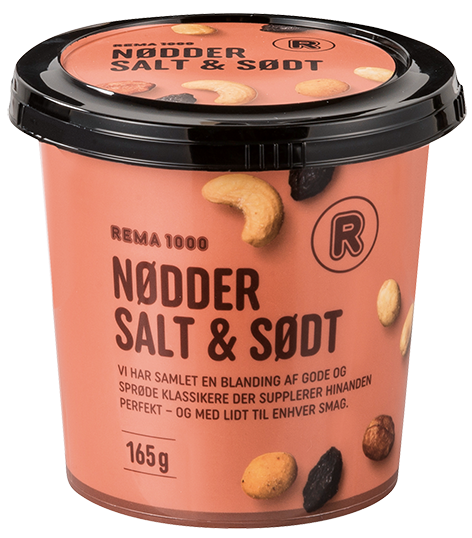 REMA 1000
NØDDER
SALT & SØDT
R
REMA 1000
R
NØDDER
SALT & SØDT
VI HAR SAMLET EN BLANDING AF GODE OG
SPRØDE KLASSIKERE DER SUPPLERER HINANDEN
PERFEKT – OG MED LIDT TIL ENHVER SMAG.
165g